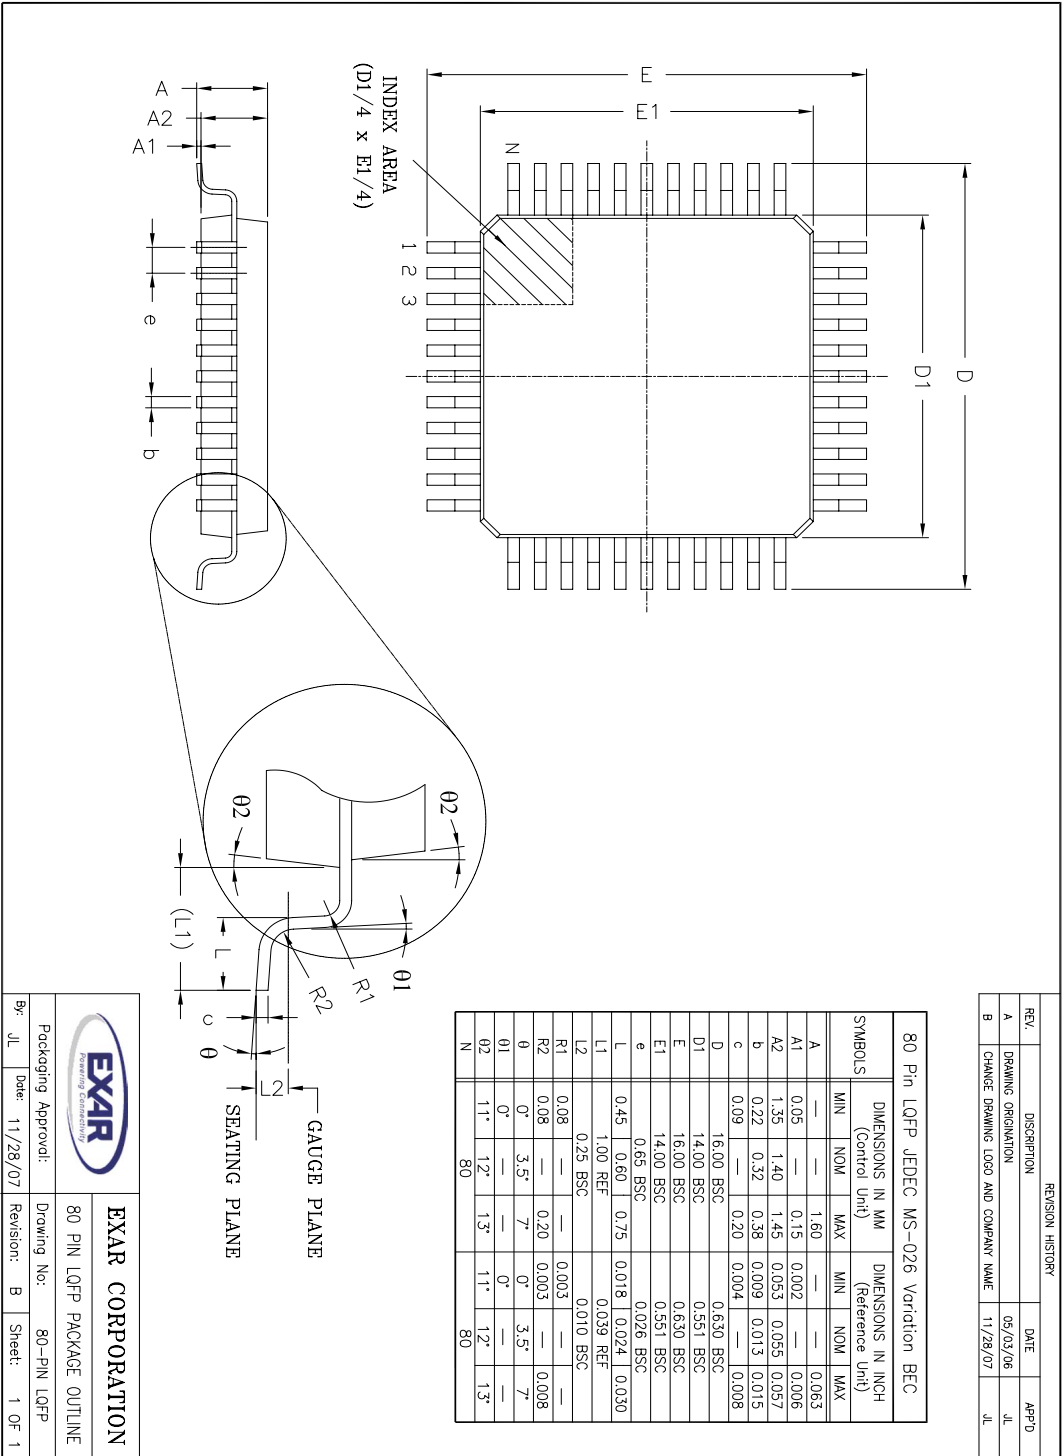 REVISION HISTORY
REV. DISCRIPTION DATE APP'D
A DRAWING ORIGINATION 05/03/06 JL
B CHANGE DRAWING LOGO AND COMPANY NAME 11/28/07 JL
D
D1
E
E1
N
1 2 3
INDEX AREA
(D1/4 x E1/4)
A
A2
A1
e
b
80 Pin LQFP JEDEC MS-026 Variation BEC
SYMBOLS DIMENSIONS IN MM (Control Unit) DIMENSIONS IN INCH (Reference Unit)
MIN NOM MAX MIN NOM MAX
A — — 1.60 — — 0.063
A1 0.05 — 0.15 0.002 — 0.006
A2 1.35 1.40 1.45 0.053 0.055 0.057
b 0.22 0.32 0.38 0.009 0.013 0.015
c 0.09 — 0.20 0.004 — 0.008
D 16.00 BSC 0.630 BSC
D1 14.00 BSC 0.551 BSC
E 16.00 BSC 0.630 BSC
E1 14.00 BSC 0.551 BSC
e 0.65 BSC 0.026 BSC
L 0.45 0.60 0.75 0.018 0.024 0.030
L1 1.00 REF 0.039 REF
L2 0.25 BSC 0.010 BSC
R1 0.08 — — 0.003 — —
R2 0.08 — 0.20 0.003 — 0.008
θ 0° 3.5° 7° 0° 3.5° 7°
θ1 0° — — 0° — —
θ2 11° 12° 13° 11° 12° 13°
N 80 80
θ2
θ2
θ1
R1
R2
L
(L1)
c
θ
L2
GAUGE PLANE
SEATING PLANE
EXAR
Powering Connectivity
EXAR CORPORATION
80 PIN LQFP PACKAGE OUTLINE
Packaging Approval:
Drawing No: 80-PIN LQFP
By: JL Date: 11/28/07 Revision: B Sheet: 1 OF 1